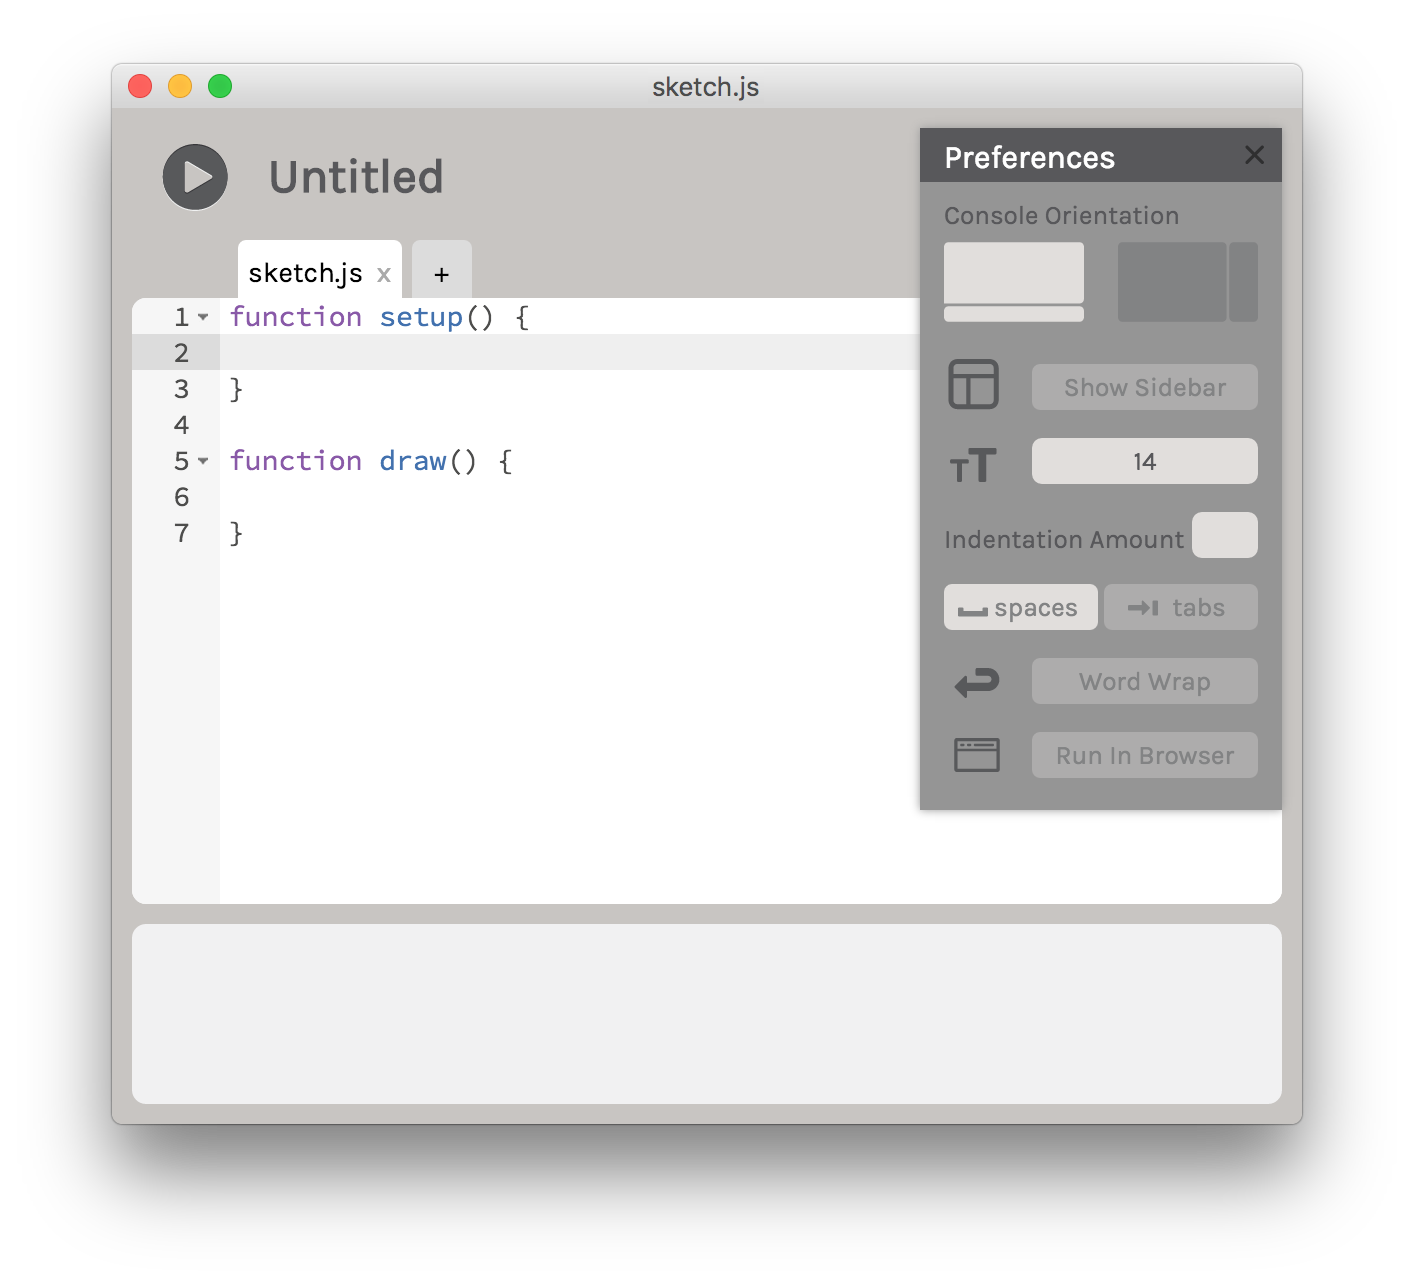 sketch.js
Untitled
sketch.js x +
1 function setup() {
2
3 }
4
5 function draw() {
6
7 }
Preferences
Console Orientation
Show Sidebar
TT 14
Indentation Amount
spaces tabs
Word Wrap
Run In Browser